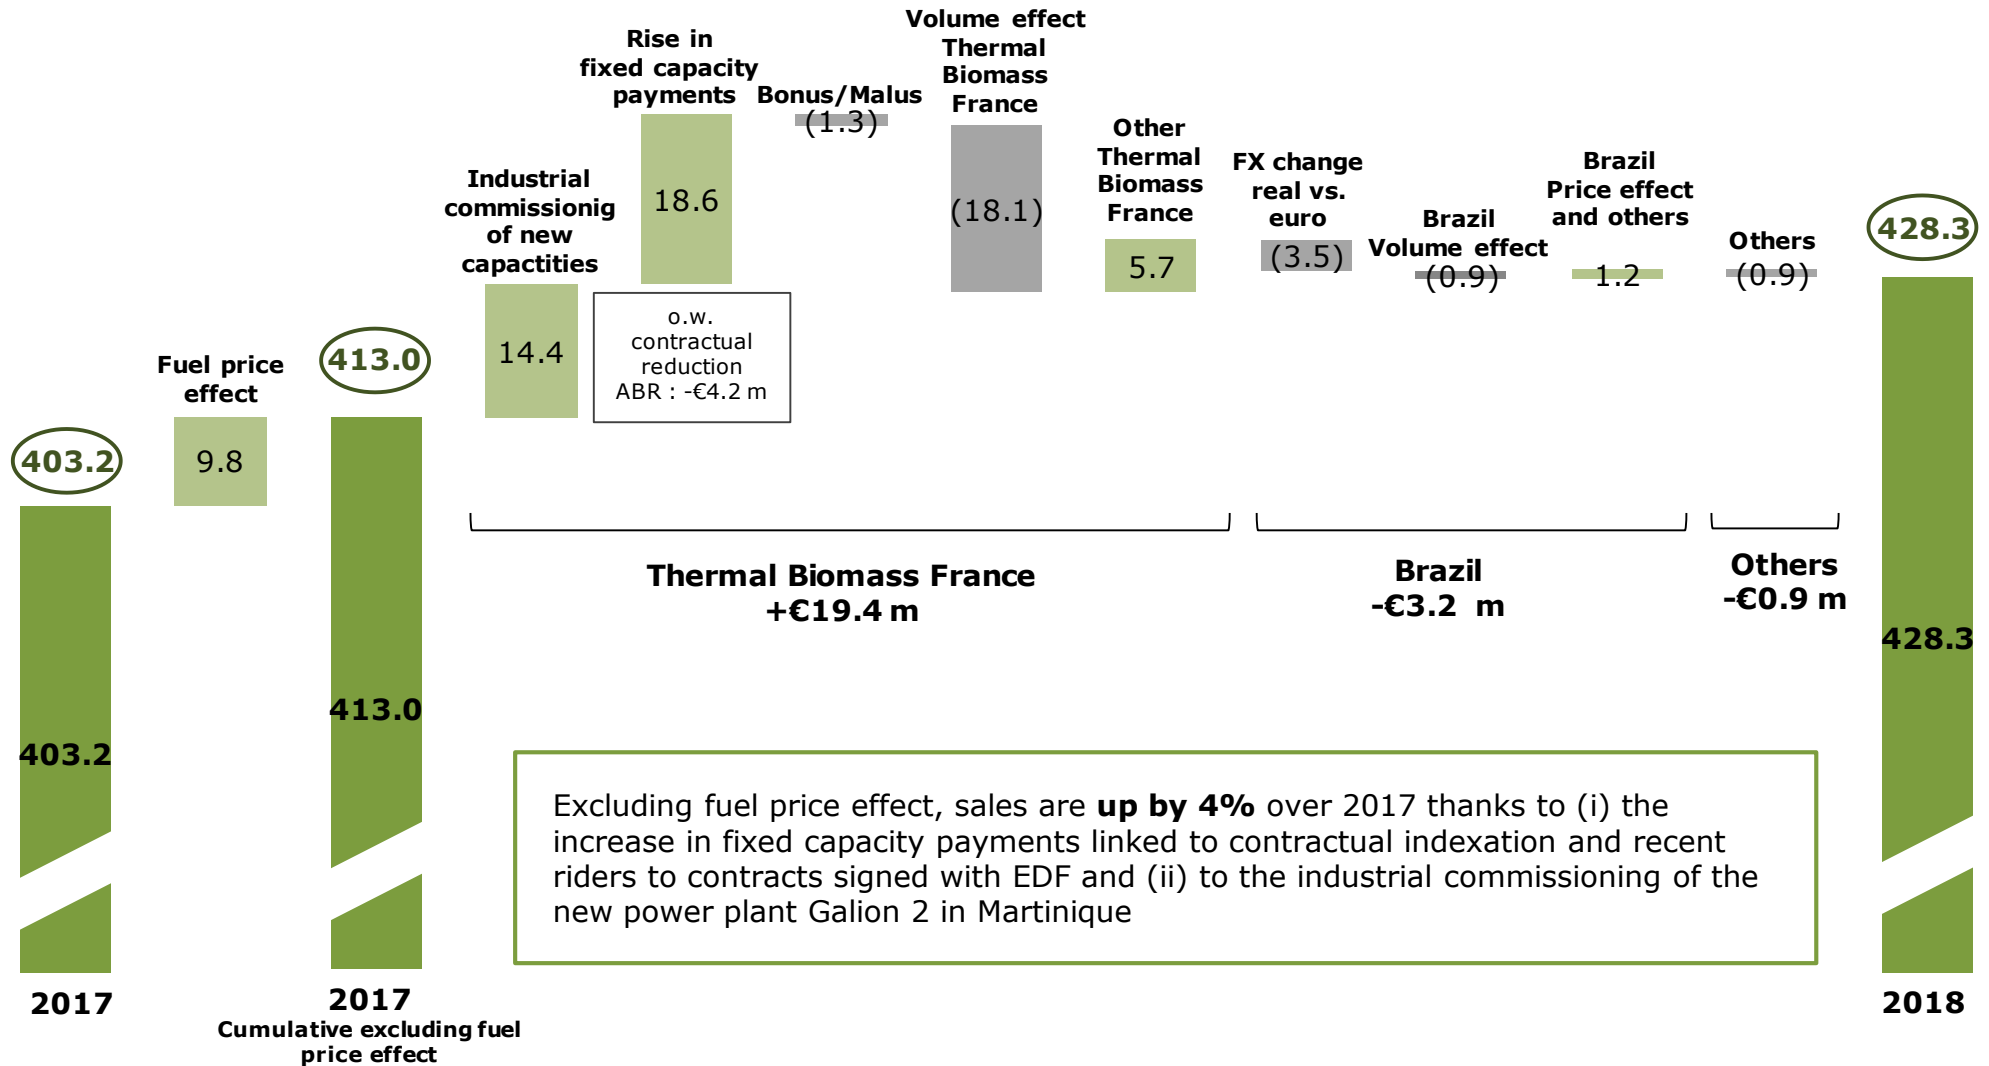 403.2
403.2
2017
Fuel price
effect
9.8
413.0
413.0
2017
Cumulative excluding fuel
price effect
Industrial
commissionig
of new
capactities
14.4
Rise in
fixed capacity
payments
18.6
o.w.
contractual
reduction
ABR : -€4.2 m
Bonus/Malus
(1.3)
Volume effect
Thermal
Biomass
France
(18.1)
Other
Thermal
Biomass
France
5.7
FX change
real vs.
euro
(3.5)
Brazil
Volume effect
(0.9)
Brazil
Price effect
and others
1.2
Others
(0.9)
428.3
428.3
2018
Thermal Biomass France
+€19.4 m
Brazil
-€3.2 m
Others
-€0.9 m
Excluding fuel price effect, sales are up by 4% over 2017 thanks to (i) the
increase in fixed capacity payments linked to contractual indexation and recent
riders to contracts signed with EDF and (ii) to the industrial commissioning of the
new power plant Galion 2 in Martinique